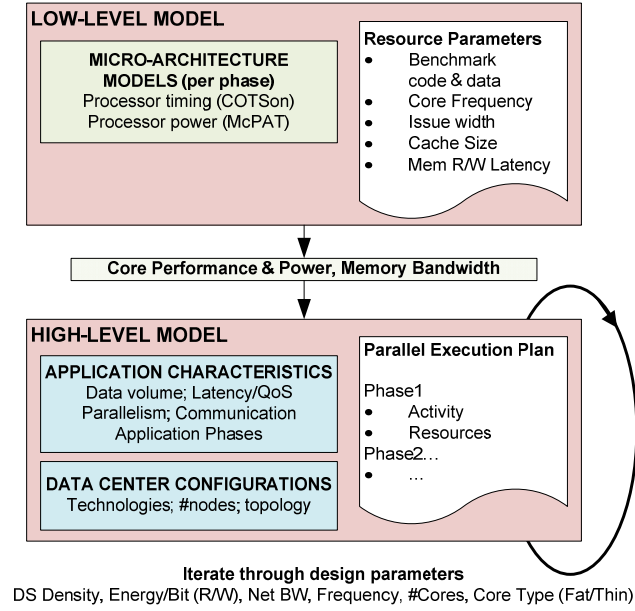 LOW-LEVEL MODEL
MICRO-ARCHITECTURE
MODELS (per phase)
Processor timing (COTSon)
Processor power (McPAT)
Resource Parameters
• Benchmark
code & data
• Core Frequency
• Issue width
• Cache Size
• Mem R/W Latency
Core Performance & Power, Memory Bandwidth
HIGH-LEVEL MODEL
APPLICATION CHARACTERISTICS
Data volume; Latency/QoS
Parallelism; Communication
Application Phases
DATA CENTER CONFIGURATIONS
Technologies; #nodes; topology
Parallel Execution Plan
Phase1
• Activity
• Resources
Phase2...
• ...
Iterate through design parameters
DS Density, Energy/Bit (R/W), Net BW, Frequency, #Cores, Core Type (Fat/Thin)